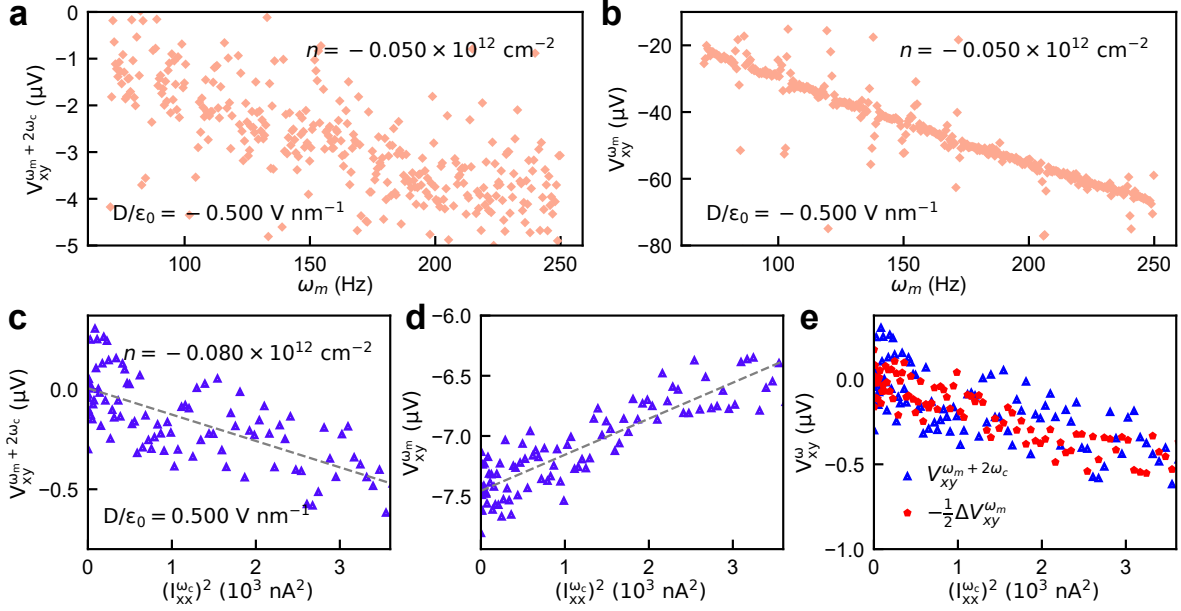 a
0
−1
−2
−3
−4
−5
V_xy^{ω_m + 2ω_c} (μV)
n = − 0.050 × 10^12 cm^−2
D/ε_0 = − 0.500 V nm^−1
100 150 200 250
ω_m (Hz)
b
−20
−40
−60
−80
V_xy^{ω_m} (μV)
n = − 0.050 × 10^12 cm^−2
D/ε_0 = − 0.500 V nm^−1
100 150 200 250
ω_m (Hz)
c
0.0
−0.5
V_xy^{ω_m + 2ω_c} (μV)
n = − 0.080 × 10^12 cm^−2
D/ε_0 = 0.500 V nm^−1
0 1 2 3
(I_xx^{ω_c})^2 (10^3 nA^2)
d
−6.0
−6.5
−7.0
−7.5
V_xy^{ω_m} (μV)
0 1 2 3
(I_xx^{ω_c})^2 (10^3 nA^2)
e
0.0
−0.5
−1.0
V_xy^ω (μV)
V_xy^{ω_m + 2ω_c}
−1/2 ΔV_xy^{ω_m}
0 1 2 3
(I_xx^{ω_c})^2 (10^3 nA^2)